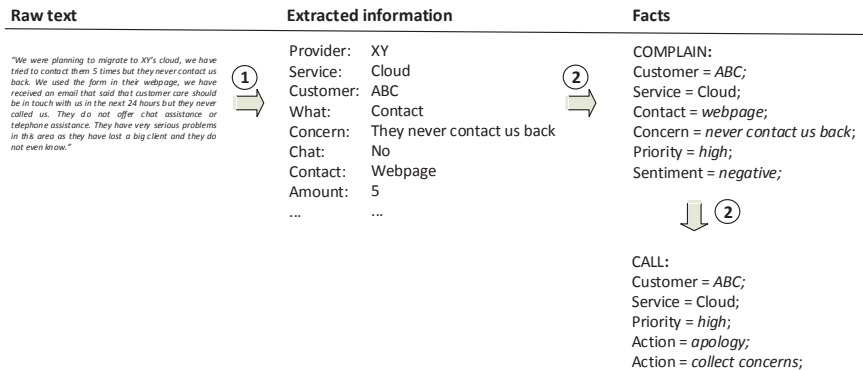 Raw text
Extracted information
Facts
"We were planning to migrate to XY's cloud, we have
tried to contact them 5 times but they never contact us
back. We used the form in their webpage, we have
received an email that said that customer care should
be in touch with us in the next 24 hours but they never
called us. They do not offer chat assistance or
telephone assistance. They have very serious problems
in this area as they have lost a big client and they do
not even know."
1
Provider: XY
Service: Cloud
Customer: ABC
What: Contact
Concern: They never contact us back
Chat: No
Contact: Webpage
Amount: 5
... ...
2
COMPLAIN:
Customer = ABC;
Service = Cloud;
Contact = webpage;
Concern = never contact us back;
Priority = high;
Sentiment = negative;
2
CALL:
Customer = ABC;
Service = Cloud;
Priority = high;
Action = apology;
Action = collect concerns;